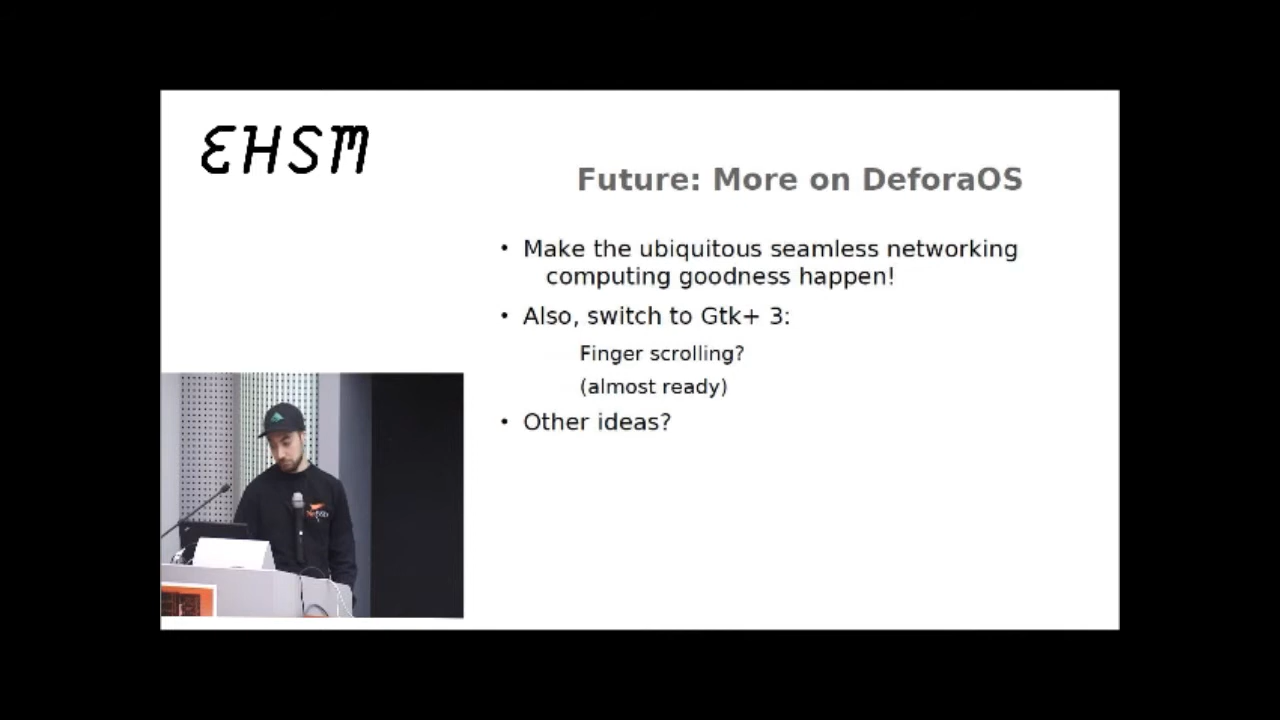 EHSM
Future: More on DeforaOS
• Make the ubiquitous seamless networking
computing goodness happen!
• Also, switch to Gtk+ 3:
Finger scrolling?
(almost ready)
• Other ideas?